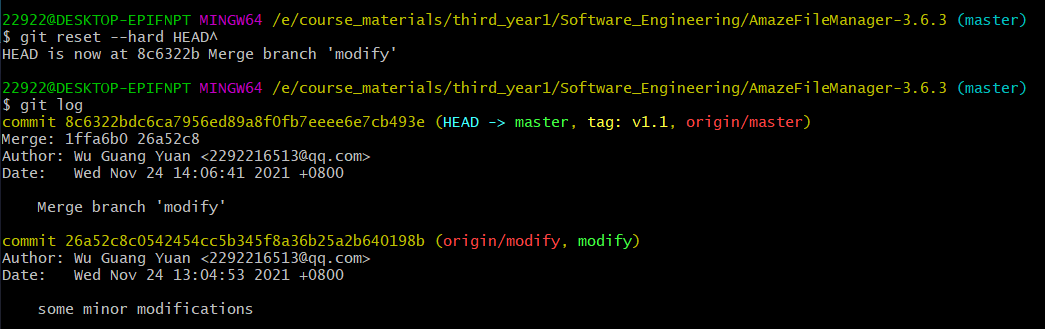 22922@DESKTOP-EPIFNPT MINGW64 /e/course_materials/third_year1/Software_Engineering/AmazeFileManager-3.6.3 (master)
$ git reset --hard HEAD^
HEAD is now at 8c6322b Merge branch 'modify'
22922@DESKTOP-EPIFNPT MINGW64 /e/course_materials/third_year1/Software_Engineering/AmazeFileManager-3.6.3 (master)
$ git log
commit 8c6322bdc6ca7956ed89a8f0fb7eeee6e7cb493e (HEAD -> master, tag: v1.1, origin/master)
Merge: 1ffa6b0 26a52c8
Author: Wu Guang Yuan <2292216513@qq.com>
Date:   Wed Nov 24 14:06:41 2021 +0800
    Merge branch 'modify'
commit 26a52c8c0542454cc5b345f8a36b25a2b640198b (origin/modify, modify)
Author: Wu Guang Yuan <2292216513@qq.com>
Date:   Wed Nov 24 13:04:53 2021 +0800
    some minor modifications